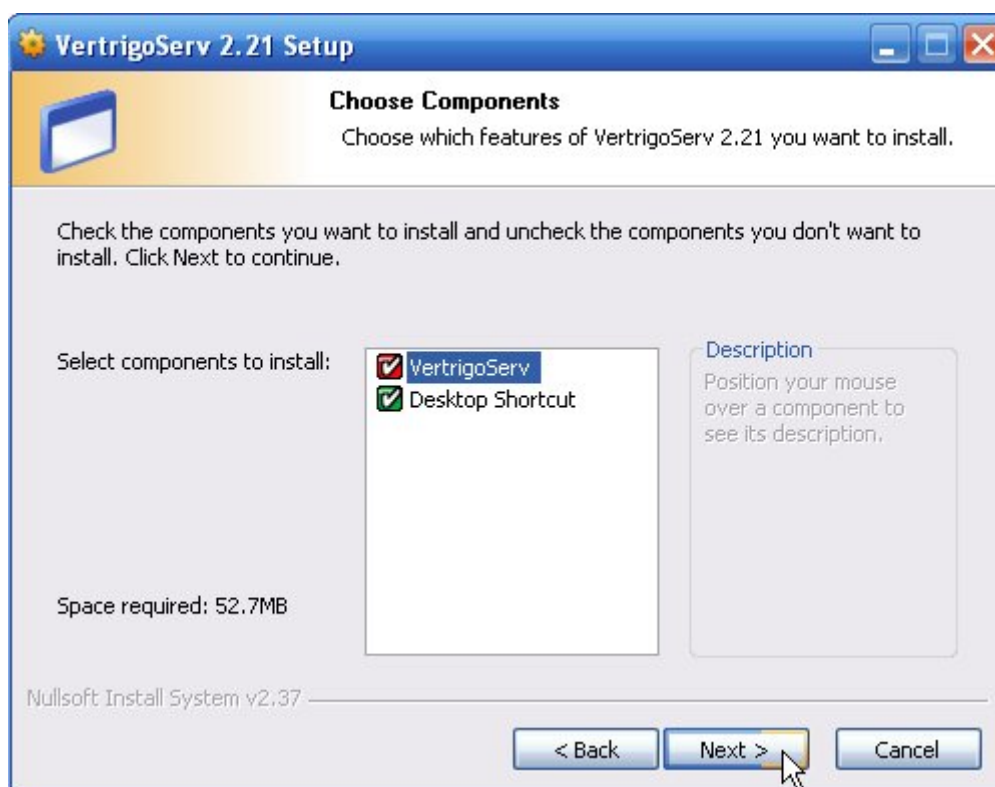 VertrigoServ 2.21 Setup
Choose Components
Choose which features of VertrigoServ 2.21 you want to install.
Check the components you want to install and uncheck the components you don't want to
install. Click Next to continue.
Select components to install:
VertrigoServ
Desktop Shortcut
Description
Position your mouse
over a component to
see its description.
Space required: 52.7MB
Nullsoft Install System v2.37
< Back
Next >
Cancel